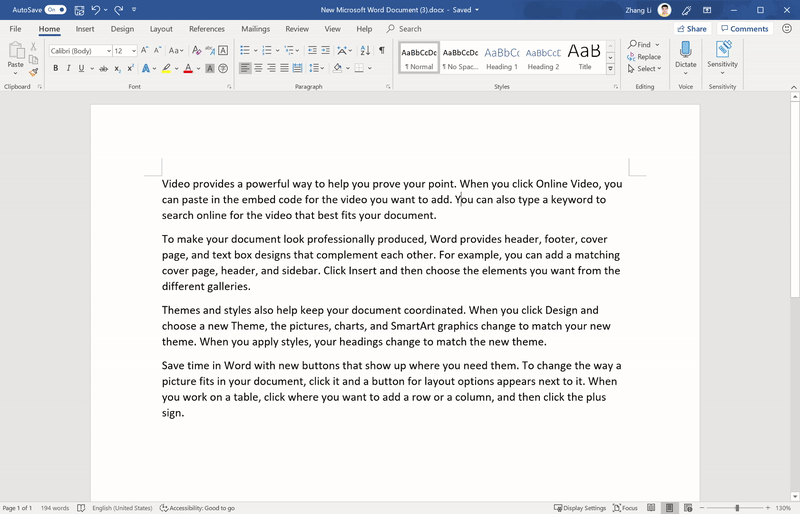 AutoSave On New Microsoft Word Document (3).docx - Saved Zhang Li
File Home Insert Draw Design Layout References Mailings Review View Help Search Share Comments
Paste Calibri (Body) 12 Aa AaBbCcDc AaBbCcDc AaBbCc AaBbCcD AaB Find Replace Select Dictate Sensitivity
B I U ab x₂ x² A A A ¶ Normal ¶ No Spac... Heading 1 Heading 2 Title
Clipboard Font Paragraph Styles Editing Voice Sensitivity
Video provides a powerful way to help you prove your point. When you click Online Video, you
can paste in the embed code for the video you want to add. You can also type a keyword to
search online for the video that best fits your document.
To make your document look professionally produced, Word provides header, footer, cover
page, and text box designs that complement each other. For example, you can add a matching
cover page, header, and sidebar. Click Insert and then choose the elements you want from the
different galleries.
Themes and styles also help keep your document coordinated. When you click Design and
choose a new Theme, the pictures, charts, and SmartArt graphics change to match your new
theme. When you apply styles, your headings change to match the new theme.
Save time in Word with new buttons that show up where you need them. To change the way a
picture fits in your document, click it and a button for layout options appears next to it. When
you work on a table, click where you want to add a row or a column, and then click the plus
sign.
Page 1 of 1 194 words English (United States) Accessibility: Good to go Display Settings Focus 130%